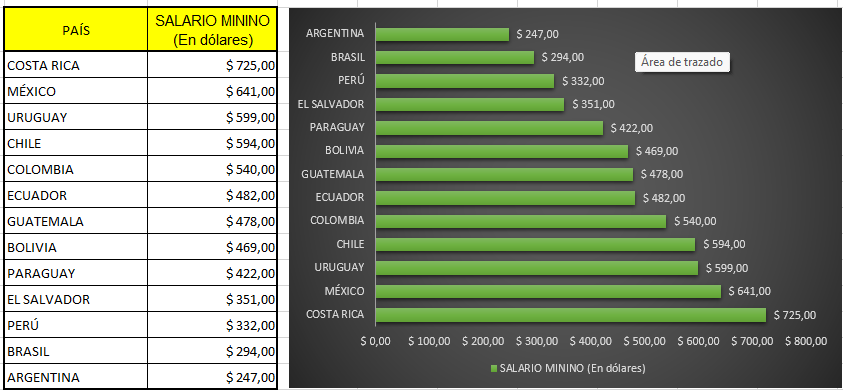 PAÍS SALARIO MININO
(En dólares)
COSTA RICA $ 725,00
MÉXICO $ 641,00
URUGUAY $ 599,00
CHILE $ 594,00
COLOMBIA $ 540,00
ECUADOR $ 482,00
GUATEMALA $ 478,00
BOLIVIA $ 469,00
PARAGUAY $ 422,00
EL SALVADOR $ 351,00
PERÚ $ 332,00
BRASIL $ 294,00
ARGENTINA $ 247,00
ARGENTINA $ 247,00
BRASIL $ 294,00
Área de trazado
PERÚ $ 332,00
EL SALVADOR $ 351,00
PARAGUAY $ 422,00
BOLIVIA $ 469,00
GUATEMALA $ 478,00
ECUADOR $ 482,00
COLOMBIA $ 540,00
CHILE $ 594,00
URUGUAY $ 599,00
MÉXICO $ 641,00
COSTA RICA $ 725,00
$ 0,00 $ 100,00 $ 200,00 $ 300,00 $ 400,00 $ 500,00 $ 600,00 $ 700,00 $ 800,00
SALARIO MININO (En dólares)